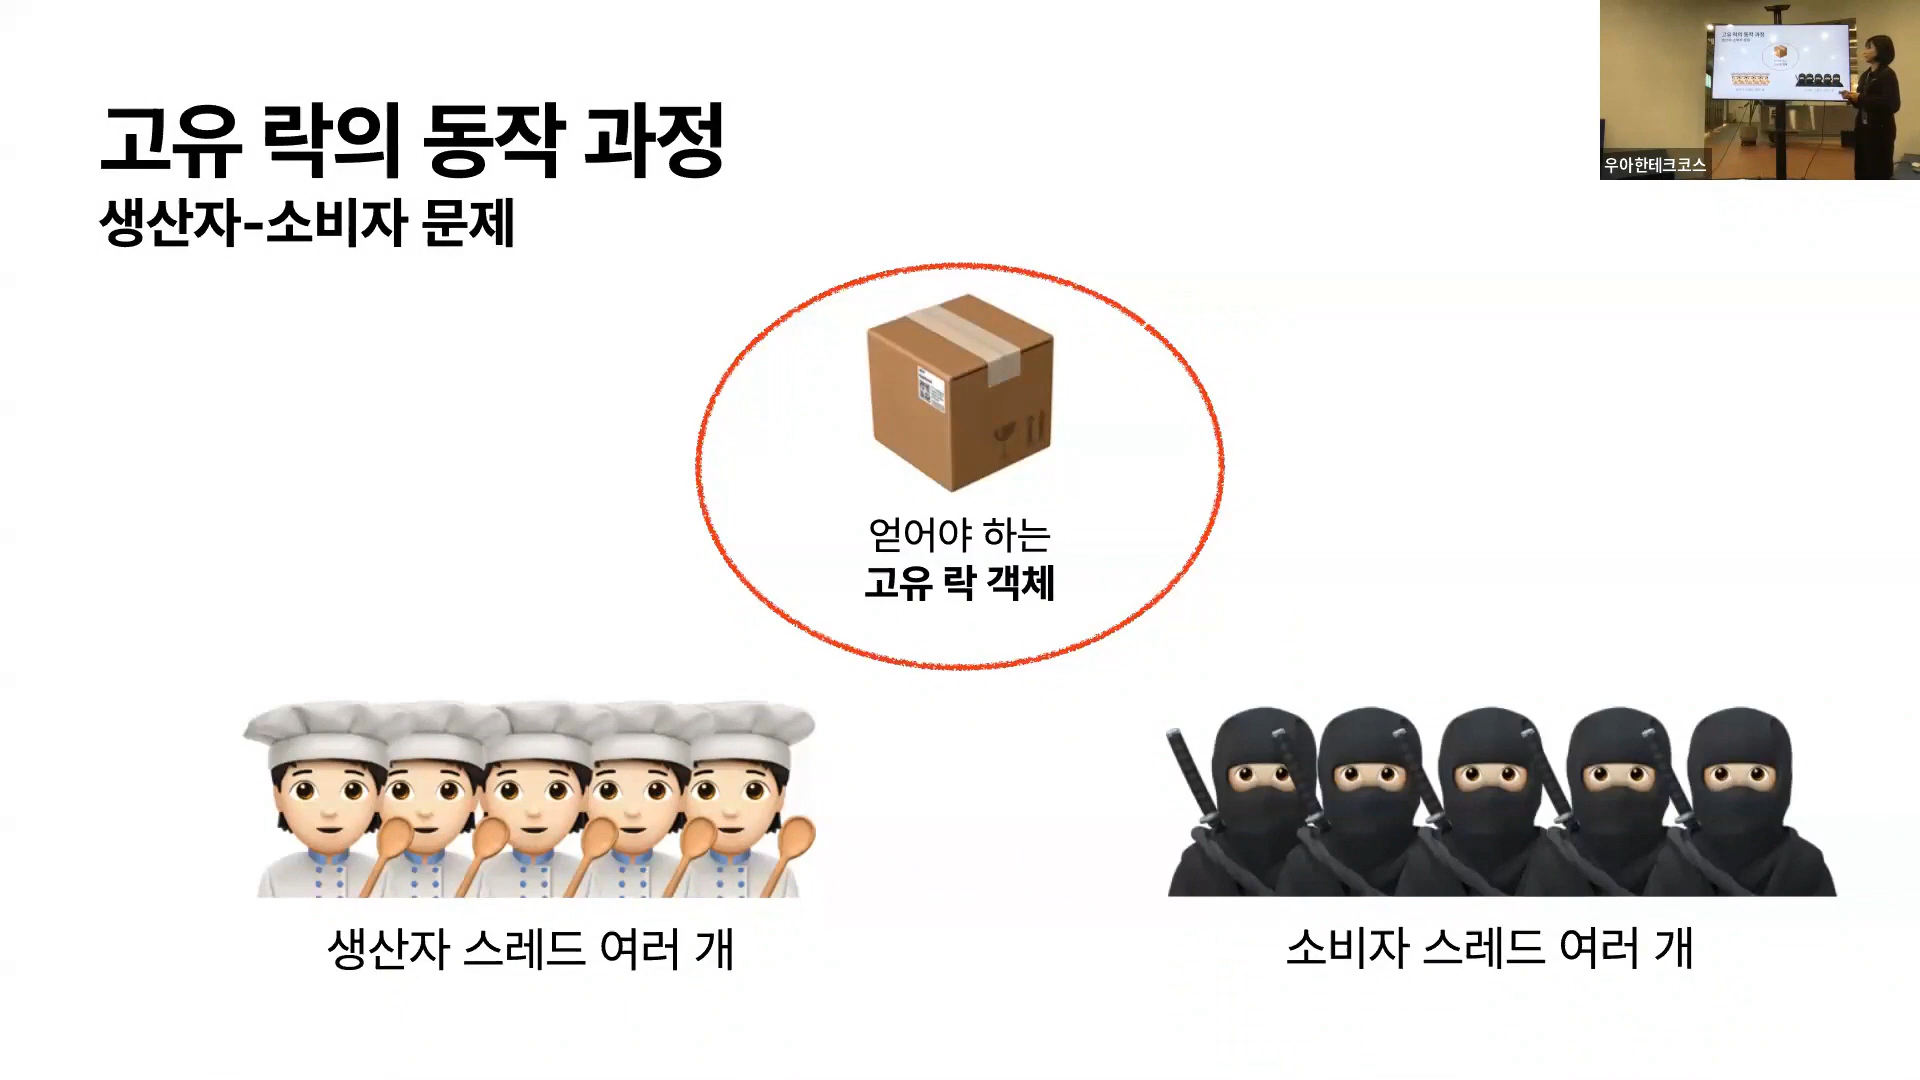 고유 락의 동작 과정
생산자-소비자 문제
우아한테크코스
얻어야 하는
고유 락 객체
생산자 스레드 여러 개
소비자 스레드 여러 개